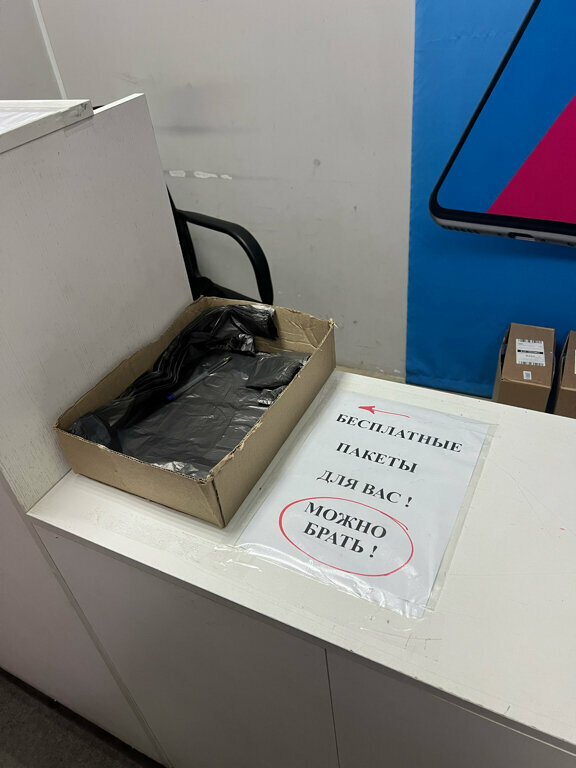 БЕСПЛАТНЫЕ
ПАКЕТЫ
ДЛЯ ВАС !
МОЖНО
БРАТЬ !